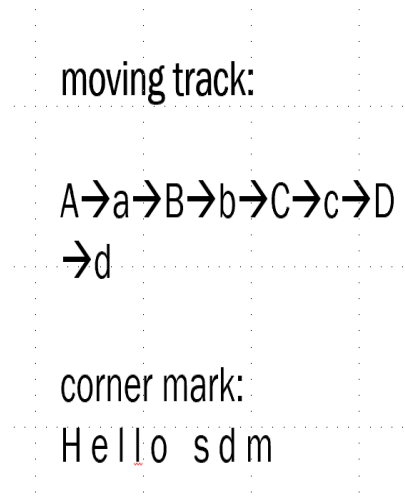 moving track:
A→a→B→b→C→c→D
→d
corner mark:
Hello sdm